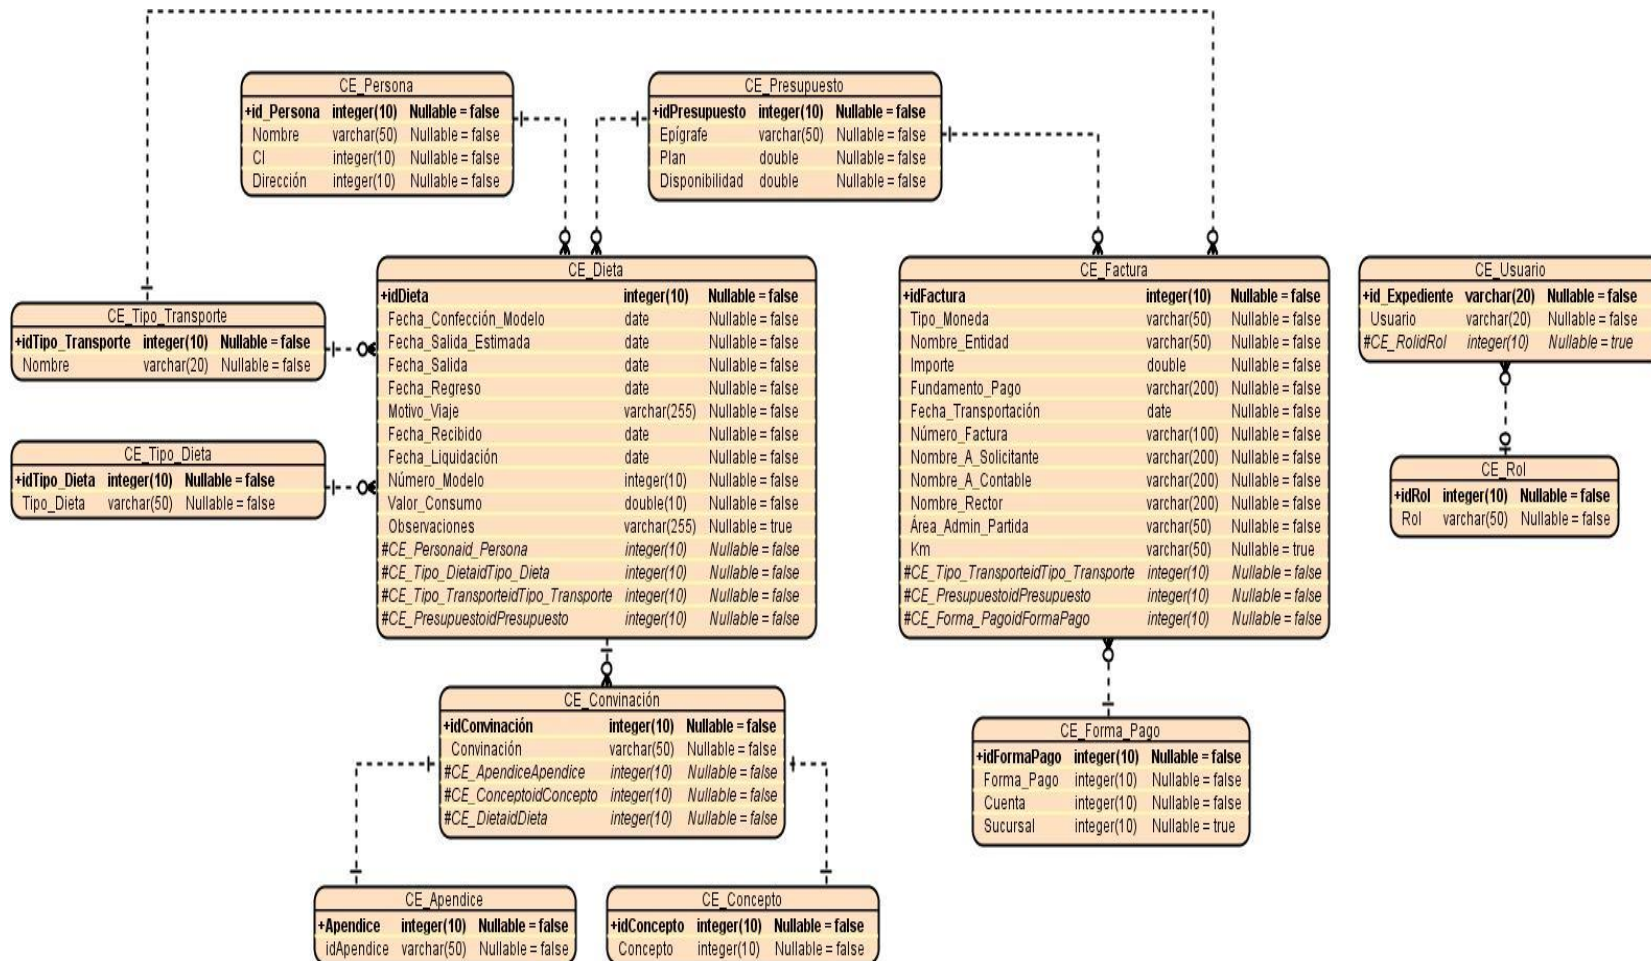 CE_Persona
+id_Persona integer(10) Nullable = false
Nombre varchar(50) Nullable = false
CI integer(10) Nullable = false
Dirección integer(10) Nullable = false
CE_Presupuesto
+idPresupuesto integer(10) Nullable = false
Epígrafe varchar(50) Nullable = false
Plan double Nullable = false
Disponibilidad double Nullable = false
CE_Tipo_Transporte
+idTipo_Transporte integer(10) Nullable = false
Nombre varchar(20) Nullable = false
CE_Tipo_Dieta
+idTipo_Dieta integer(10) Nullable = false
Tipo_Dieta varchar(50) Nullable = false
CE_Dieta
+idDieta integer(10) Nullable = false
Fecha_Confección_Modelo date Nullable = false
Fecha_Salida_Estimada date Nullable = false
Fecha_Salida date Nullable = false
Fecha_Regreso date Nullable = false
Motivo_Viaje varchar(255) Nullable = false
Fecha_Recibido date Nullable = false
Fecha_Liquidación date Nullable = false
Número_Modelo integer(10) Nullable = false
Valor_Consumo double(10) Nullable = false
Observaciones varchar(255) Nullable = true
#CE_Personaid_Persona integer(10) Nullable = false
#CE_Tipo_DietaidTipo_Dieta integer(10) Nullable = false
#CE_Tipo_TransporteidTipo_Transporte integer(10) Nullable = false
#CE_PresupuestoidPresupuesto integer(10) Nullable = false
CE_Factura
+idFactura integer(10) Nullable = false
Tipo_Moneda varchar(50) Nullable = false
Nombre_Entidad varchar(50) Nullable = false
Importe double Nullable = false
Fundamento_Pago varchar(200) Nullable = false
Fecha_Transportación date Nullable = false
Número_Factura varchar(100) Nullable = false
Nombre_A_Solicitante varchar(200) Nullable = false
Nombre_A_Contable varchar(200) Nullable = false
Nombre_Rector varchar(200) Nullable = false
Área_Admin_Partida varchar(50) Nullable = false
Km varchar(50) Nullable = true
#CE_Tipo_TransporteidTipo_Transporte integer(10) Nullable = false
#CE_PresupuestoidPresupuesto integer(10) Nullable = false
#CE_Forma_PagoidFormaPago integer(10) Nullable = false
CE_Usuario
+id_Expediente varchar(20) Nullable = false
Usuario varchar(20) Nullable = false
#CE_RolidRol integer(10) Nullable = true
CE_Rol
+idRol integer(10) Nullable = false
Rol varchar(50) Nullable = false
CE_Convinación
+idConvinación integer(10) Nullable = false
Convinación varchar(50) Nullable = false
#CE_ApendiceApendice integer(10) Nullable = false
#CE_ConceptoidConcepto integer(10) Nullable = false
#CE_DietaidDieta integer(10) Nullable = false
CE_Forma_Pago
+idFormaPago integer(10) Nullable = false
Forma_Pago integer(10) Nullable = false
Cuenta integer(10) Nullable = false
Sucursal integer(10) Nullable = true
CE_Apendice
+Apendice integer(10) Nullable = false
idApendice varchar(50) Nullable = false
CE_Concepto
+idConcepto integer(10) Nullable = false
Concepto integer(10) Nullable = false